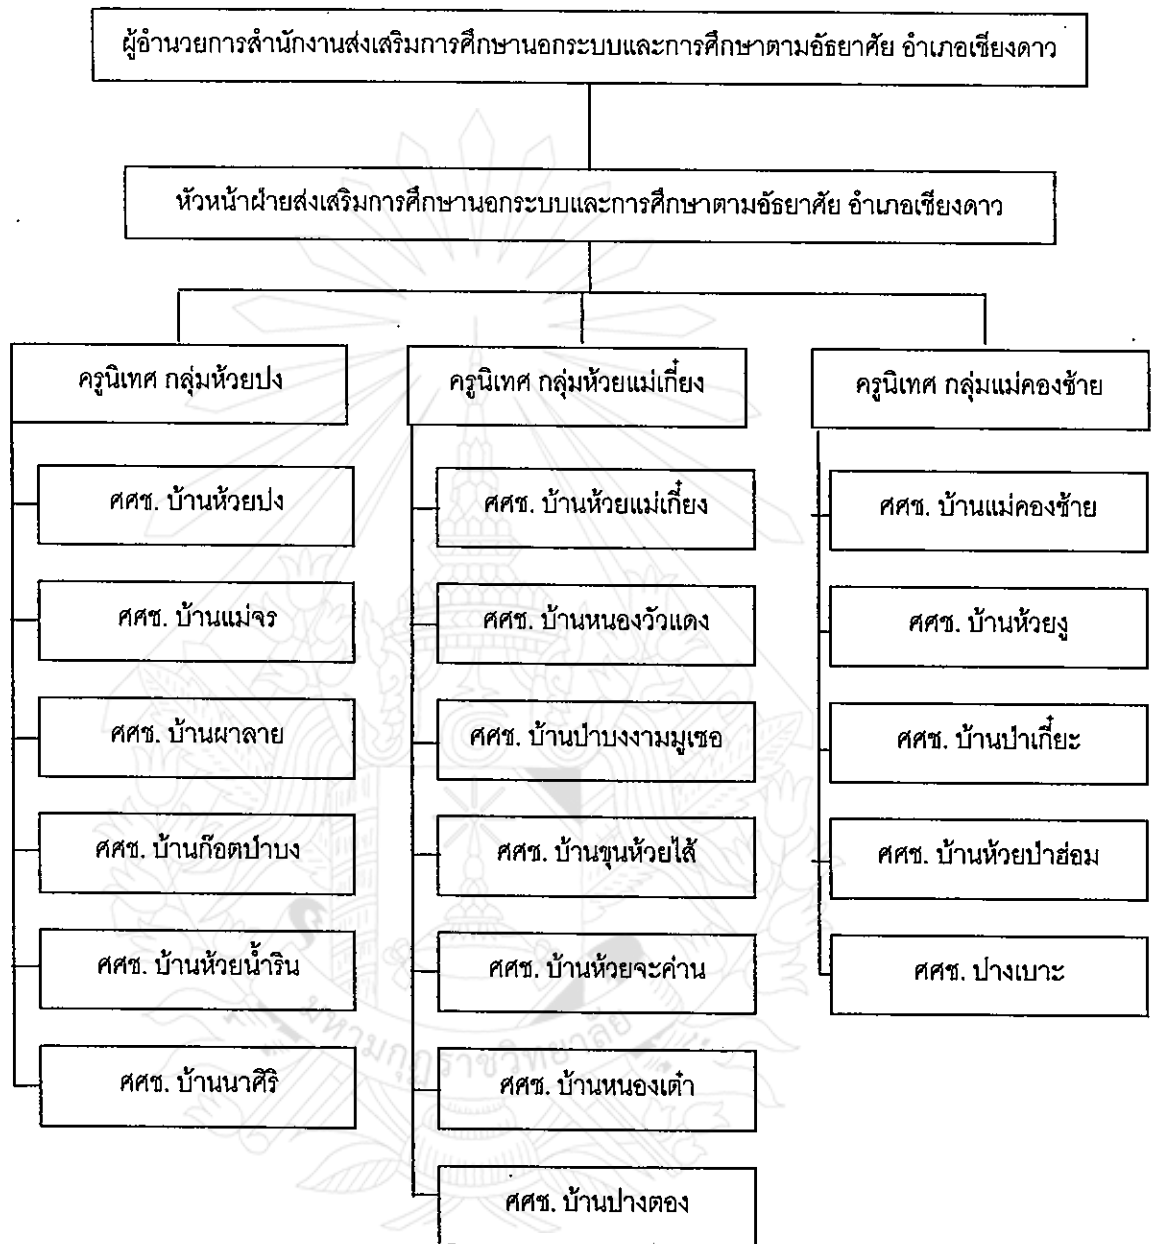 ผู้อำนวยการสำนักงานส่งเสริมการศึกษานอกระบบและการศึกษาตามอัธยาศัย อำเภอเชียงดาว
หัวหน้าฝ่ายส่งเสริมการศึกษานอกระบบและการศึกษาตามอัธยาศัย อำเภอเชียงดาว
ครูนิเทศ กลุ่มห้วยปง
ศศช. บ้านห้วยปง
ศศช. บ้านแม่จร
ศศช. บ้านผาลาย
ศศช. บ้านก๊อตป่าบง
ศศช. บ้านห้วยน้ำริน
ศศช. บ้านนาศิริ
ครูนิเทศ กลุ่มห้วยแม่เกี๋ยง
ศศช. บ้านห้วยแม่เกี๋ยง
ศศช. บ้านหนองวัวแดง
ศศช. บ้านป่าบงงามมูเซอ
ศศช. บ้านขุนห้วยไส้
ศศช. บ้านห้วยจะค่าน
ศศช. บ้านหนองเต่า
ศศช. บ้านปางตอง
ครูนิเทศ กลุ่มแม่คองซ้าย
ศศช. บ้านแม่คองซ้าย
ศศช. บ้านห้วยงู
ศศช. บ้านป่าเกี๋ยะ
ศศช. บ้านห้วยป่าฮ่อม
ศศช. ปางเบาะ
มหามกุฏราชวิทยาลัย